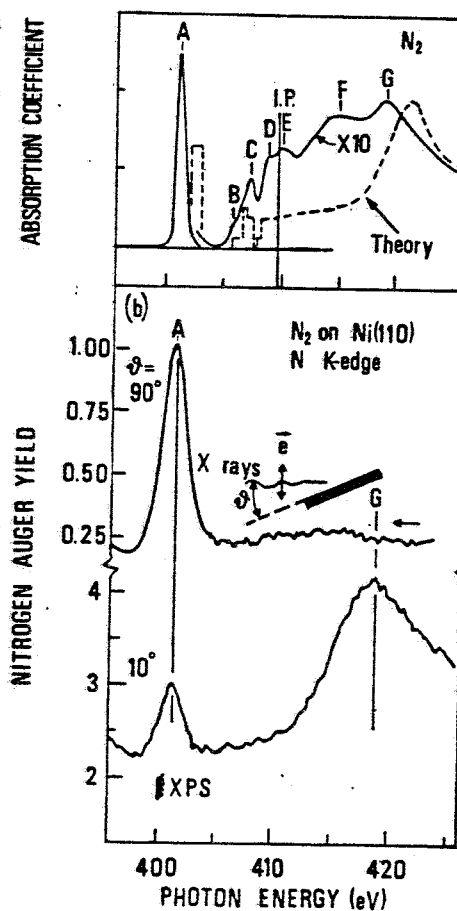 A
N₂
I.P.
F
G
D
E
C
X10
B
Theory
ABSORPTION COEFFICIENT
(b)
A
N₂ on Ni(110)
N K-edge
1.00
ϑ=
90°
0.75
e
X rays
0.50
ϑ
G
0.25
NITROGEN AUGER YIELD
4
10°
3
2
XPS
400 410 420
PHOTON ENERGY (eV)